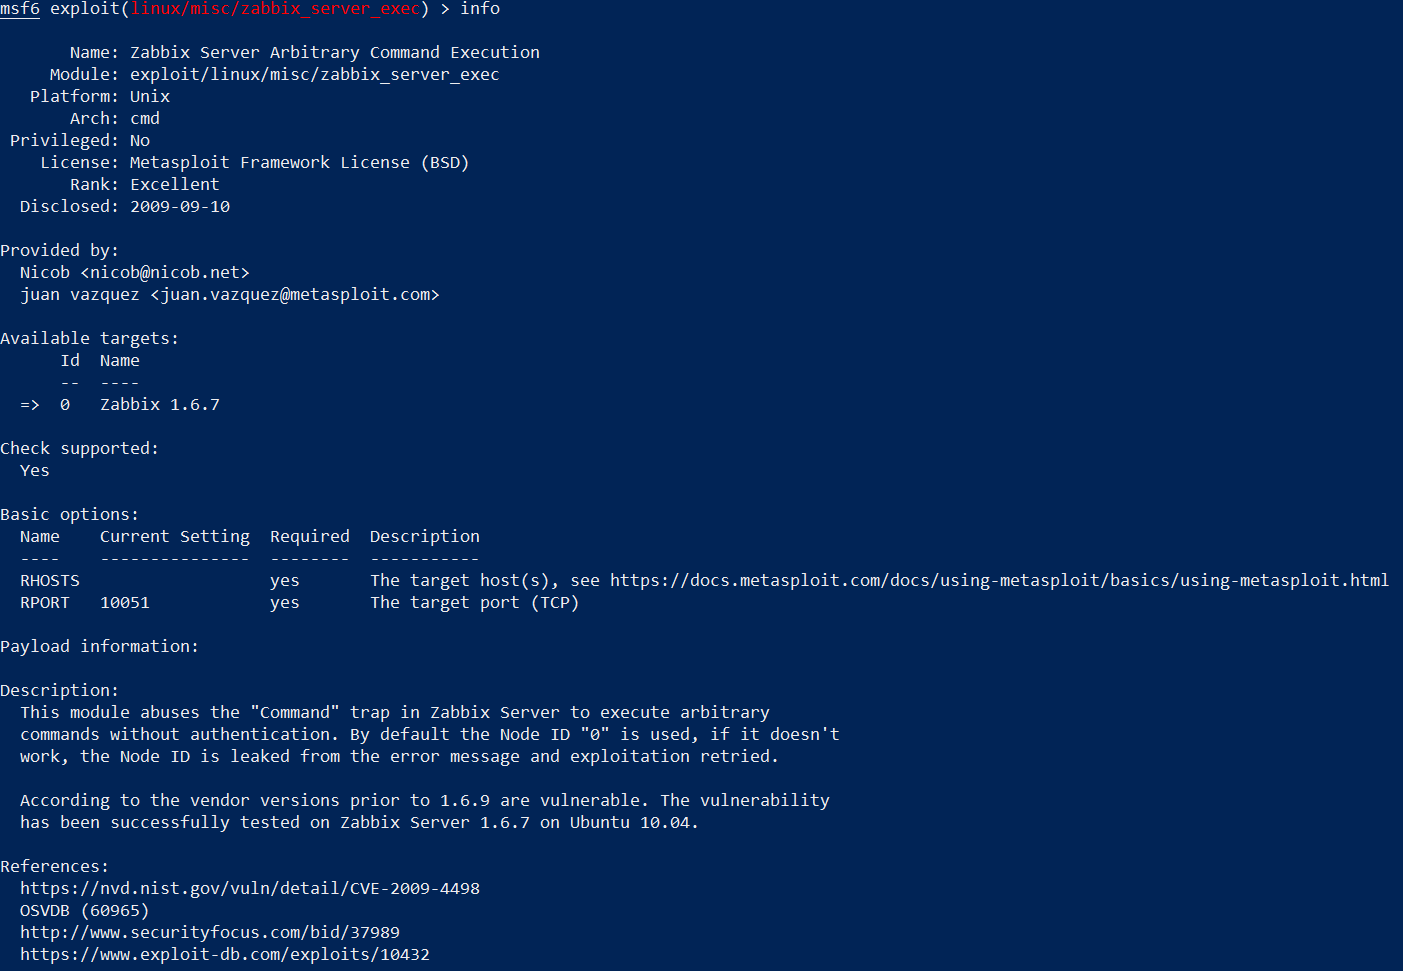 msf6 exploit(linux/misc/zabbix_server_exec) > info
Name: Zabbix Server Arbitrary Command Execution
Module: exploit/linux/misc/zabbix_server_exec
Platform: Unix
Arch: cmd
Privileged: No
License: Metasploit Framework License (BSD)
Rank: Excellent
Disclosed: 2009-09-10
Provided by:
Nicob <nicob@nicob.net>
juan vazquez <juan.vazquez@metasploit.com>
Available targets:
Id  Name
--  ----
=>  0   Zabbix 1.6.7
Check supported:
Yes
Basic options:
Name    Current Setting  Required  Description
----    ---------------  --------  -----------
RHOSTS                   yes       The target host(s), see https://docs.metasploit.com/docs/using-metasploit/basics/using-metasploit.html
RPORT   10051            yes       The target port (TCP)
Payload information:
Description:
This module abuses the "Command" trap in Zabbix Server to execute arbitrary
commands without authentication. By default the Node ID "0" is used, if it doesn't
work, the Node ID is leaked from the error message and exploitation retried.
According to the vendor versions prior to 1.6.9 are vulnerable. The vulnerability
has been successfully tested on Zabbix Server 1.6.7 on Ubuntu 10.04.
References:
https://nvd.nist.gov/vuln/detail/CVE-2009-4498
OSVDB (60965)
http://www.securityfocus.com/bid/37989
https://www.exploit-db.com/exploits/10432